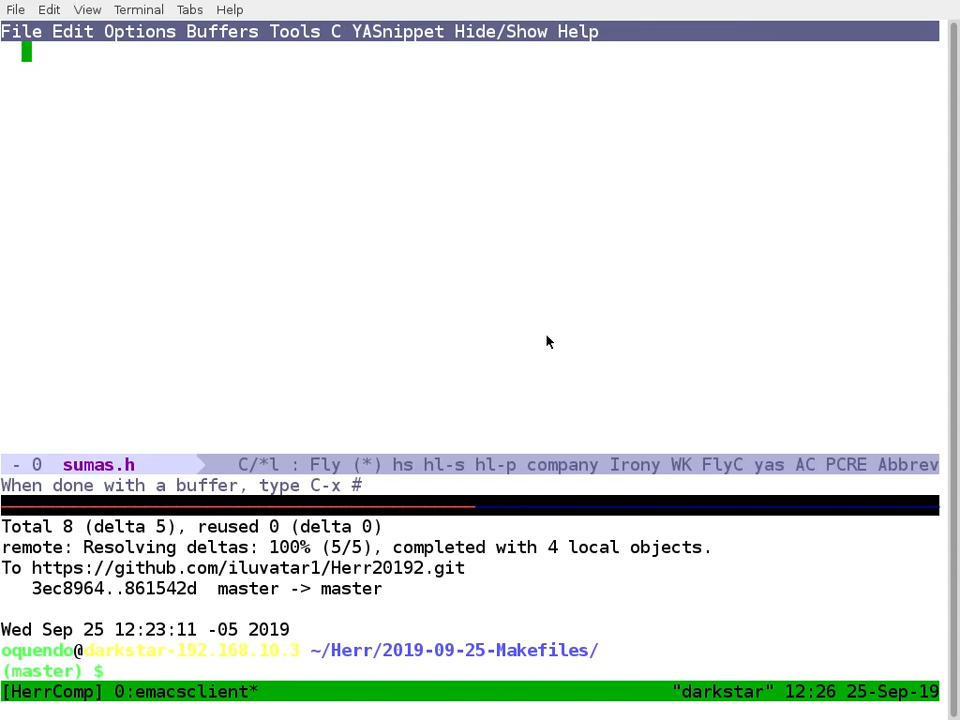 File Edit View Terminal Tabs Help
File Edit Options Buffers Tools C YASnippet Hide/Show Help
- 0 sumas.h C/*l : Fly (*) hs hl-s hl-p company Irony WK FlyC yas AC PCRE Abbrev
When done with a buffer, type C-x #
Total 8 (delta 5), reused 0 (delta 0)
remote: Resolving deltas: 100% (5/5), completed with 4 local objects.
To https://github.com/iluvatar1/Herr20192.git
3ec8964..861542d master -> master
Wed Sep 25 12:23:11 -05 2019
oquendo@darkstar-192.168.10.3 ~/Herr/2019-09-25-Makefiles/
(master) $
[HerrComp] 0:emacsclient* "darkstar" 12:26 25-Sep-19